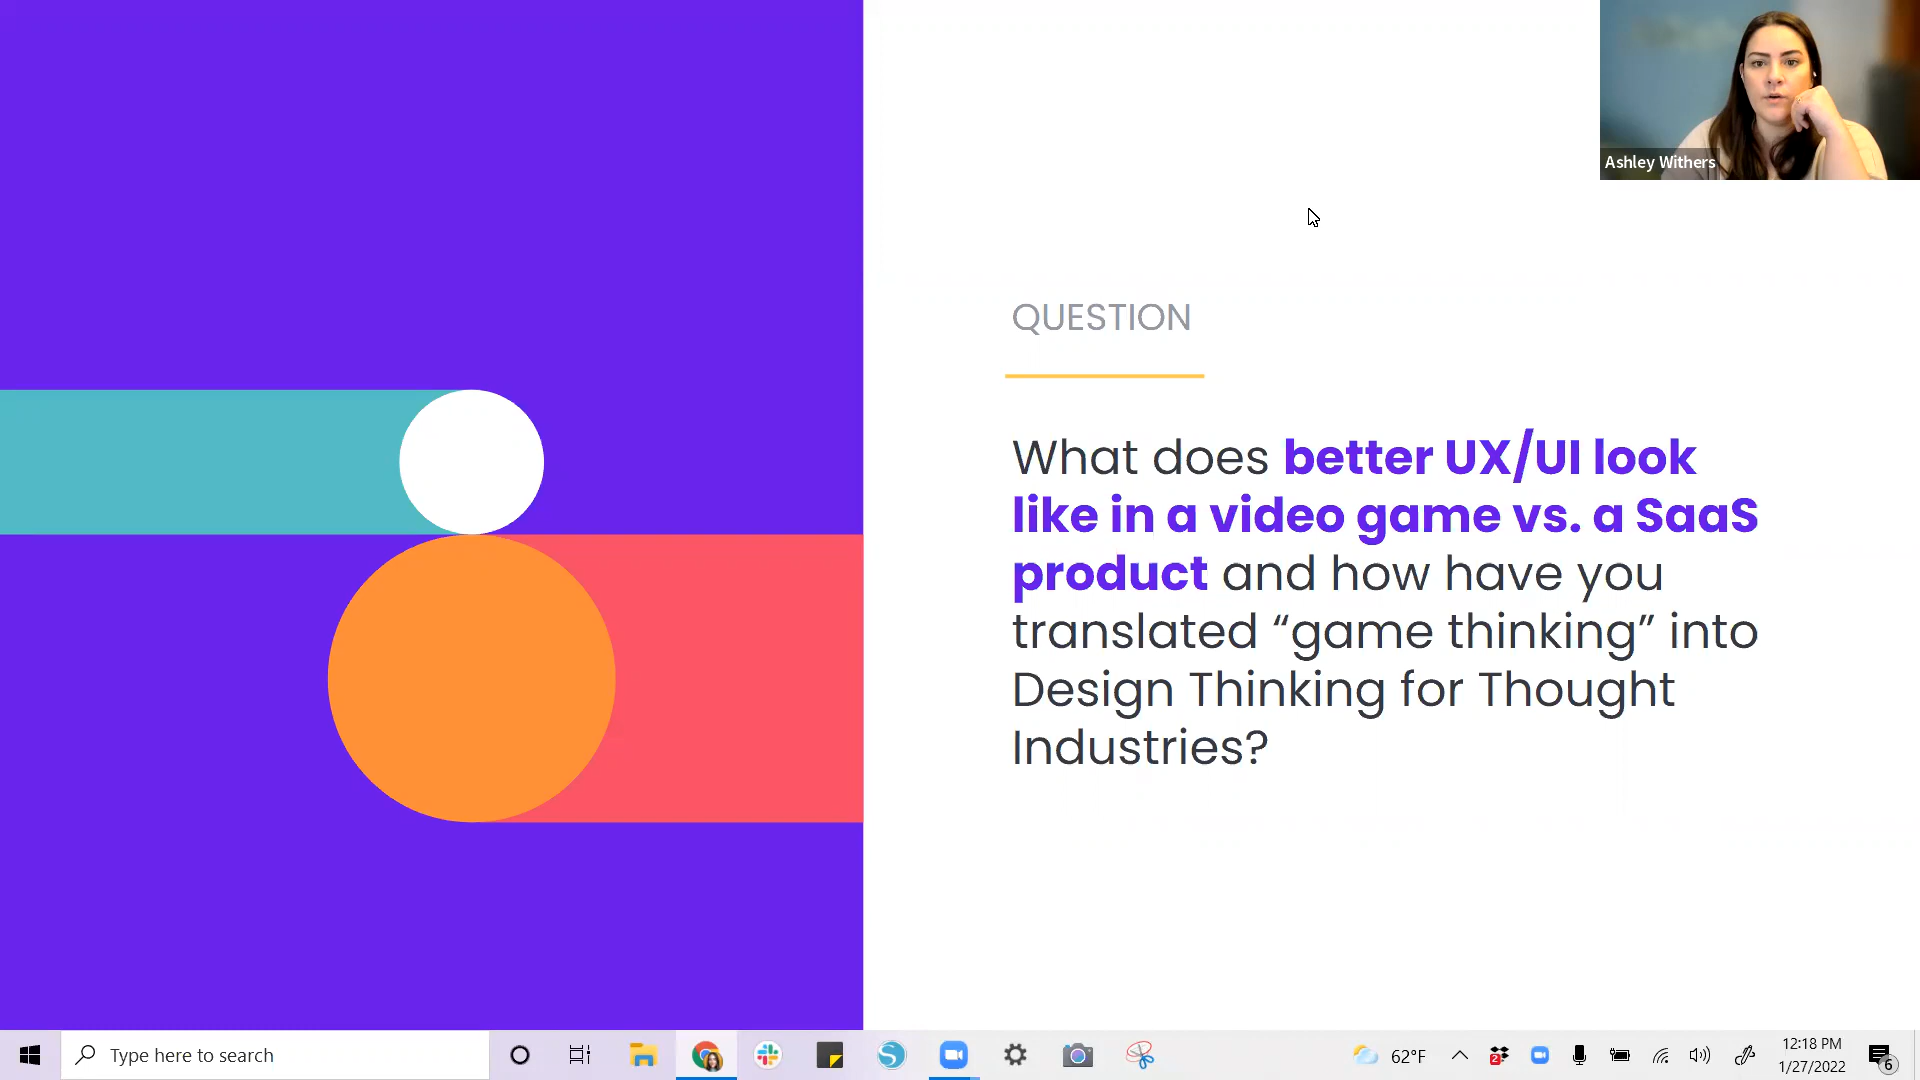 Ashley Withers
QUESTION
What does better UX/UI look
like in a video game vs. a SaaS
product and how have you
translated “game thinking” into
Design Thinking for Thought
Industries?
Type here to search
62°F
2
12:18 PM
1/27/2022
6